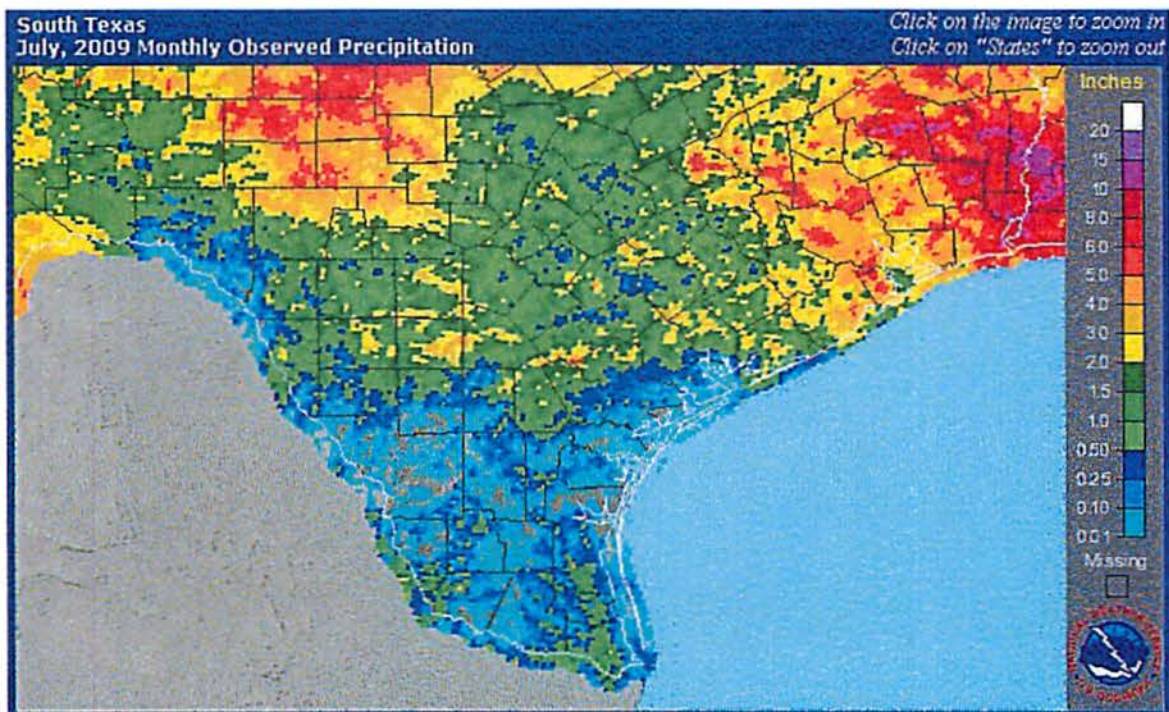 South Texas
July, 2009 Monthly Observed Precipitation
Click on the image to zoom in
Click on "States" to zoom out
Inches
20
15
10
8.0
6.0
5.0
4.0
3.0
2.0
1.5
1.0
0.50
0.25
0.10
0.01
Missing